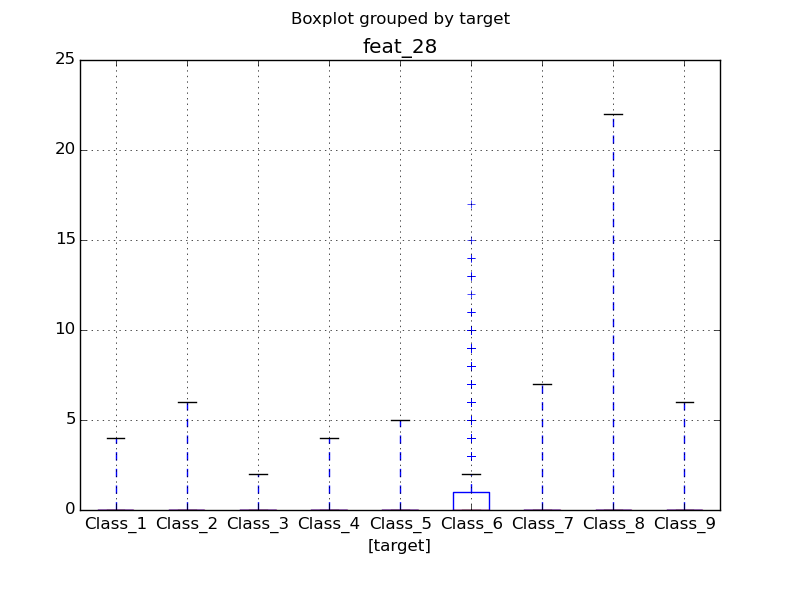 Boxplot grouped by target
feat_28
25
20
15
10
5
0
Class_1 Class_2 Class_3 Class_4 Class_5 Class_6 Class_7 Class_8 Class_9
[target]